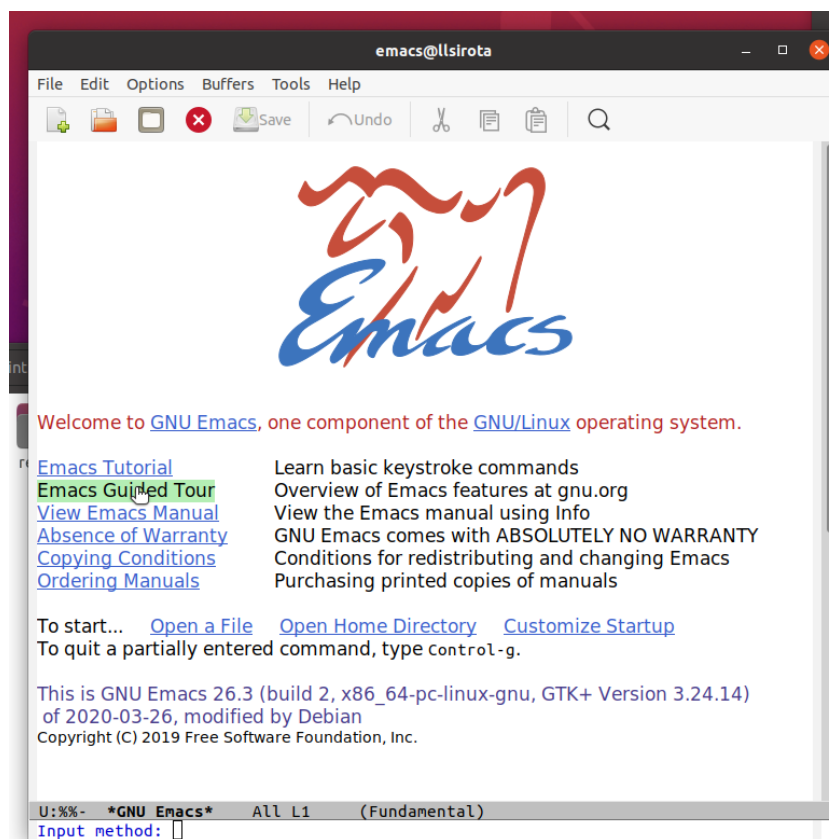 emacs@llsirota
File Edit Options Buffers Tools Help
Save Undo
Emacs
int
Welcome to GNU Emacs, one component of the GNU/Linux operating system.
Emacs Tutorial Learn basic keystroke commands
Emacs Guided Tour Overview of Emacs features at gnu.org
View Emacs Manual View the Emacs manual using Info
Absence of Warranty GNU Emacs comes with ABSOLUTELY NO WARRANTY
Copying Conditions Conditions for redistributing and changing Emacs
Ordering Manuals Purchasing printed copies of manuals
To start... Open a File Open Home Directory Customize Startup
To quit a partially entered command, type Control-g.
This is GNU Emacs 26.3 (build 2, x86_64-pc-linux-gnu, GTK+ Version 3.24.14)
of 2020-03-26, modified by Debian
Copyright (C) 2019 Free Software Foundation, Inc.
U:%%- *GNU Emacs* All L1 (Fundamental)
Input method: